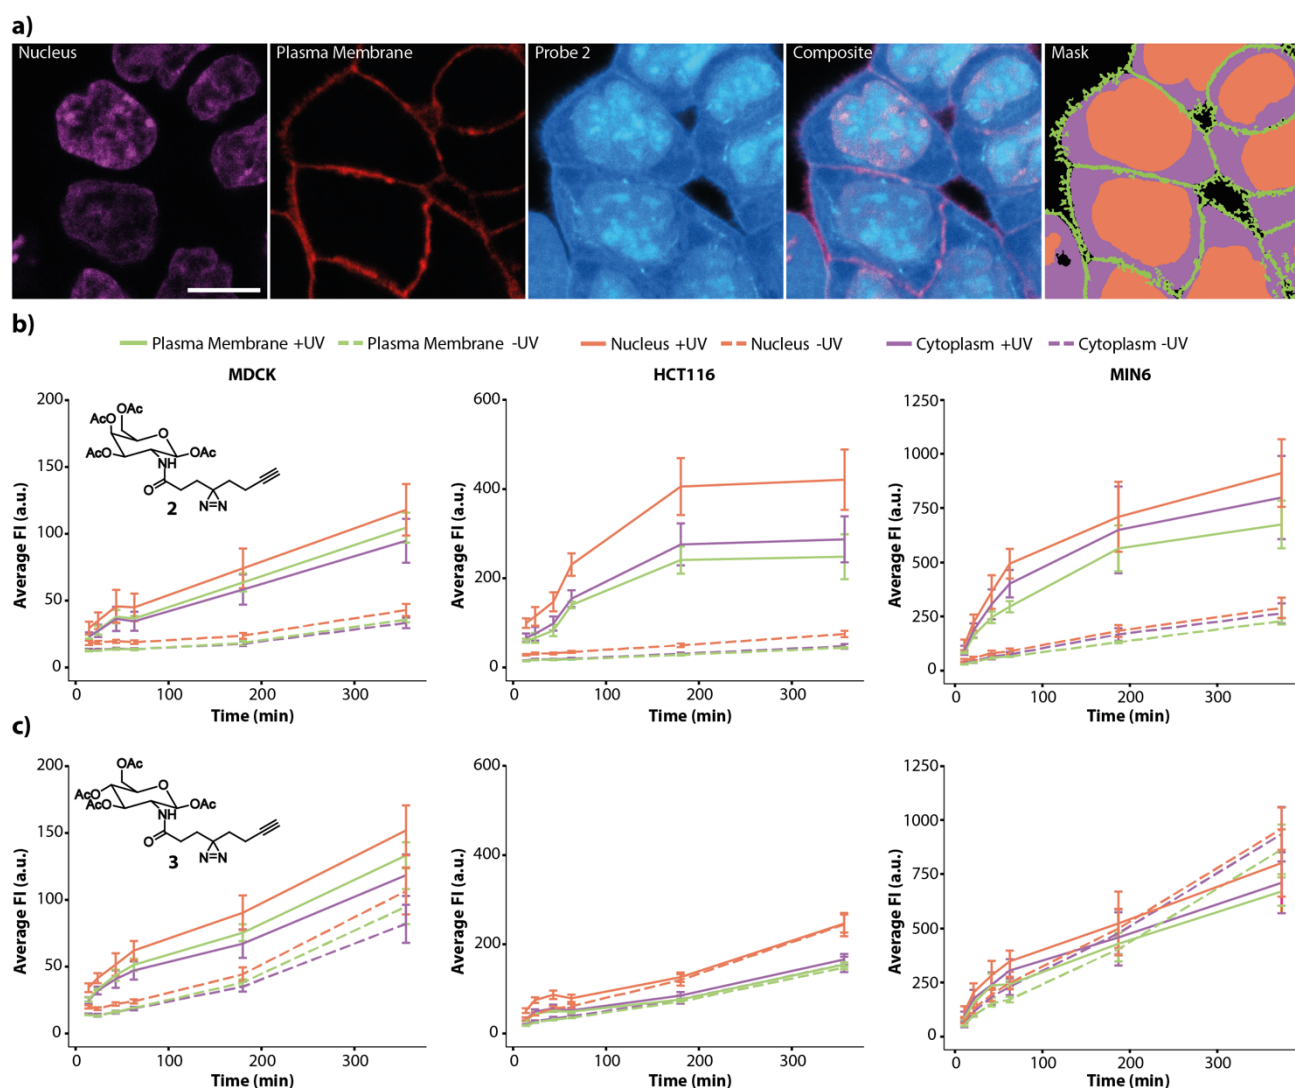 a)
Nucleus
Plasma Membrane
Probe 2
Composite
Mask
b)
Plasma Membrane +UV
Plasma Membrane -UV
Nucleus +UV
Nucleus -UV
Cytoplasm +UV
Cytoplasm -UV
MDCK
HCT116
MIN6
Average FI (a.u.)
200
150
100
50
0
AcO
OAc
O
AcO
OAc
NH
O
N=N
2
0
100
200
300
Time (min)
Average FI (a.u.)
600
400
200
0
0
100
200
300
Time (min)
Average FI (a.u.)
1250
1000
750
500
250
0
0
100
200
300
Time (min)
c)
Average FI (a.u.)
200
150
100
50
0
OAc
AcO
O
AcO
OAc
NH
O
N=N
3
0
100
200
300
Time (min)
Average FI (a.u.)
600
400
200
0
0
100
200
300
Time (min)
Average FI (a.u.)
1250
1000
750
500
250
0
0
100
200
300
Time (min)